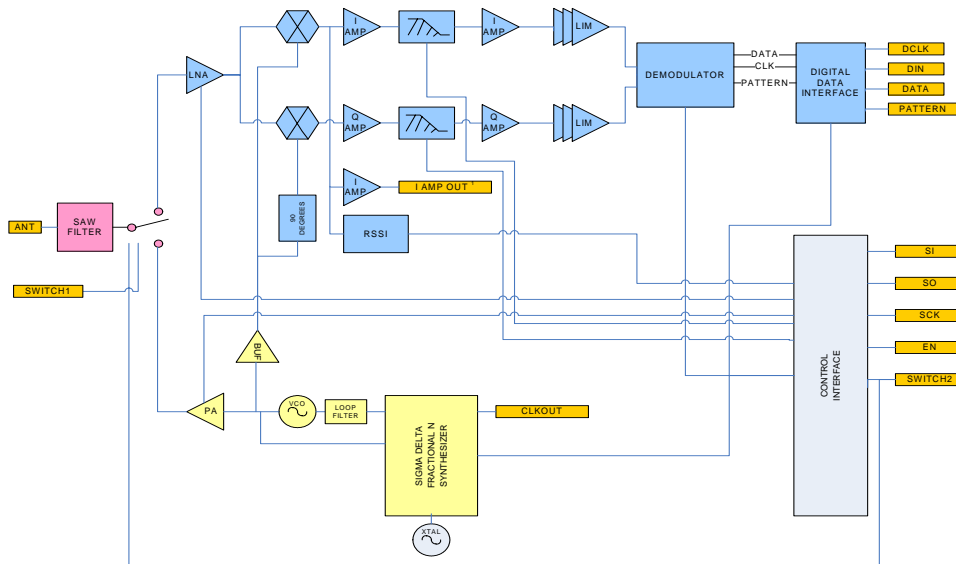 I
AMP
I
AMP
LIM
LNA
DEMODULATOR
DATA
CLK
PATTERN
DIGITAL
DATA
INTERFACE
DCLK
DIN
DATA
PATTERN
Q
AMP
Q
AMP
LIM
I
AMP
I AMP OUT ¹
90
DEGREES
RSSI
ANT
SAW
FILTER
SWITCH1
BUF
PA
VCO
LOOP
FILTER
SIGMA DELTA
FRACTIONAL N
SYNTHESIZER
CLKOUT
XTAL
CONTROL
INTERFACE
SI
SO
SCK
EN
SWITCH2